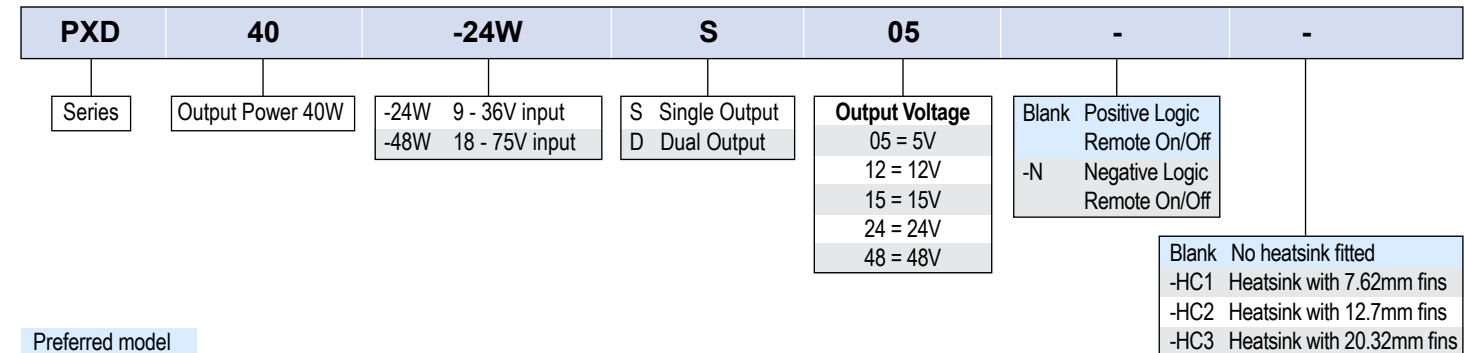 PXD 40 -24W S 05 - -
Series
Output Power 40W
-24W 9 - 36V input
-48W 18 - 75V input
S Single Output
D Dual Output
Output Voltage
05 = 5V
12 = 12V
15 = 15V
24 = 24V
48 = 48V
Blank Positive Logic
Remote On/Off
-N Negative Logic
Remote On/Off
Blank No heatsink fitted
-HC1 Heatsink with 7.62mm fins
-HC2 Heatsink with 12.7mm fins
-HC3 Heatsink with 20.32mm fins
Preferred model